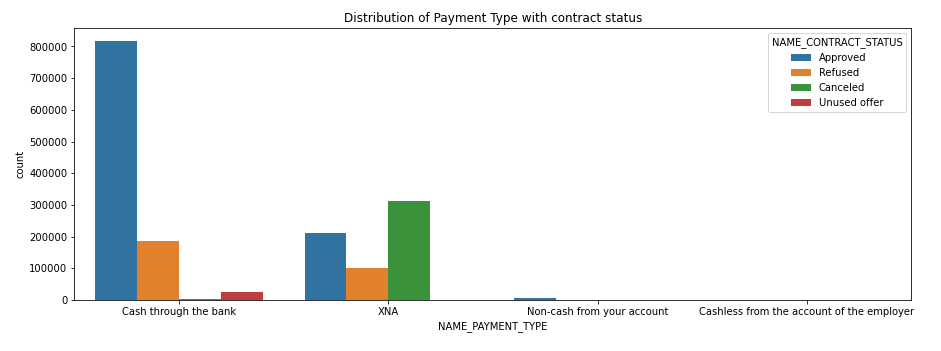 Distribution of Payment Type with contract status
NAME_CONTRACT_STATUS
Approved
Refused
Canceled
Unused offer
800000
700000
600000
500000
400000
300000
200000
100000
0
count
Cash through the bank
XNA
Non-cash from your account
Cashless from the account of the employer
NAME_PAYMENT_TYPE